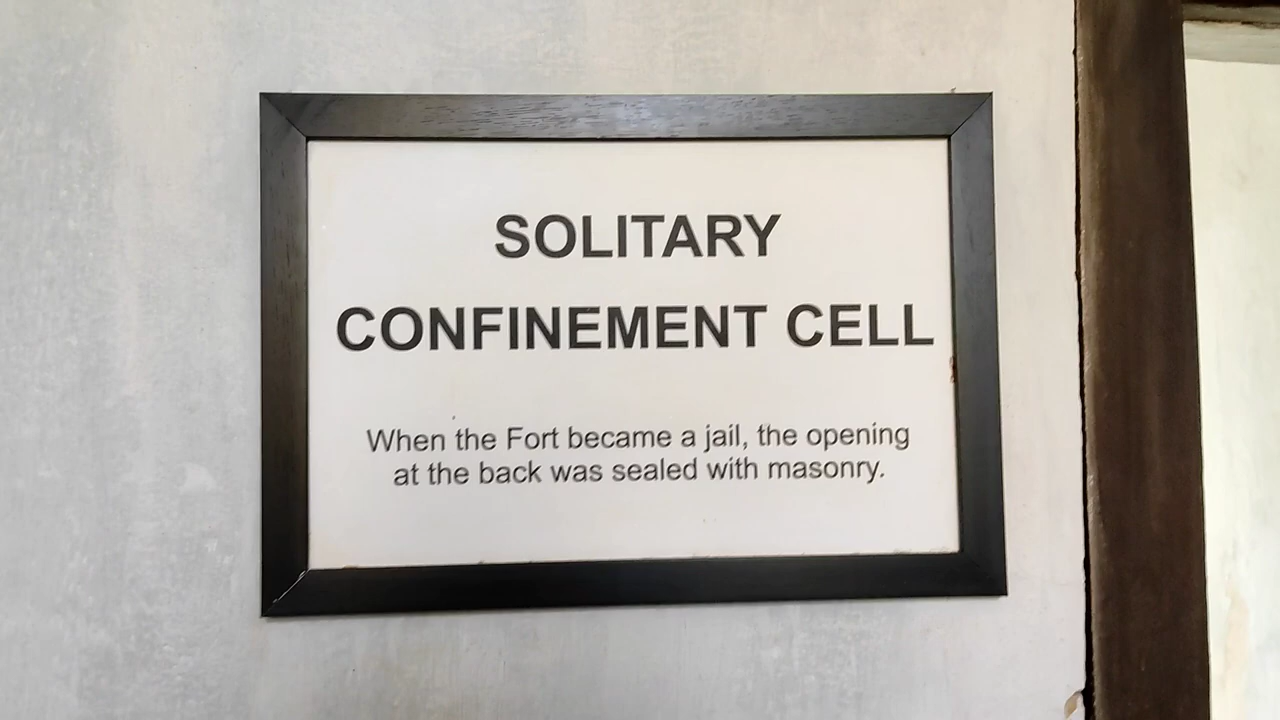 SOLITARY
CONFINEMENT CELL
When the Fort became a jail, the opening
at the back was sealed with masonry.